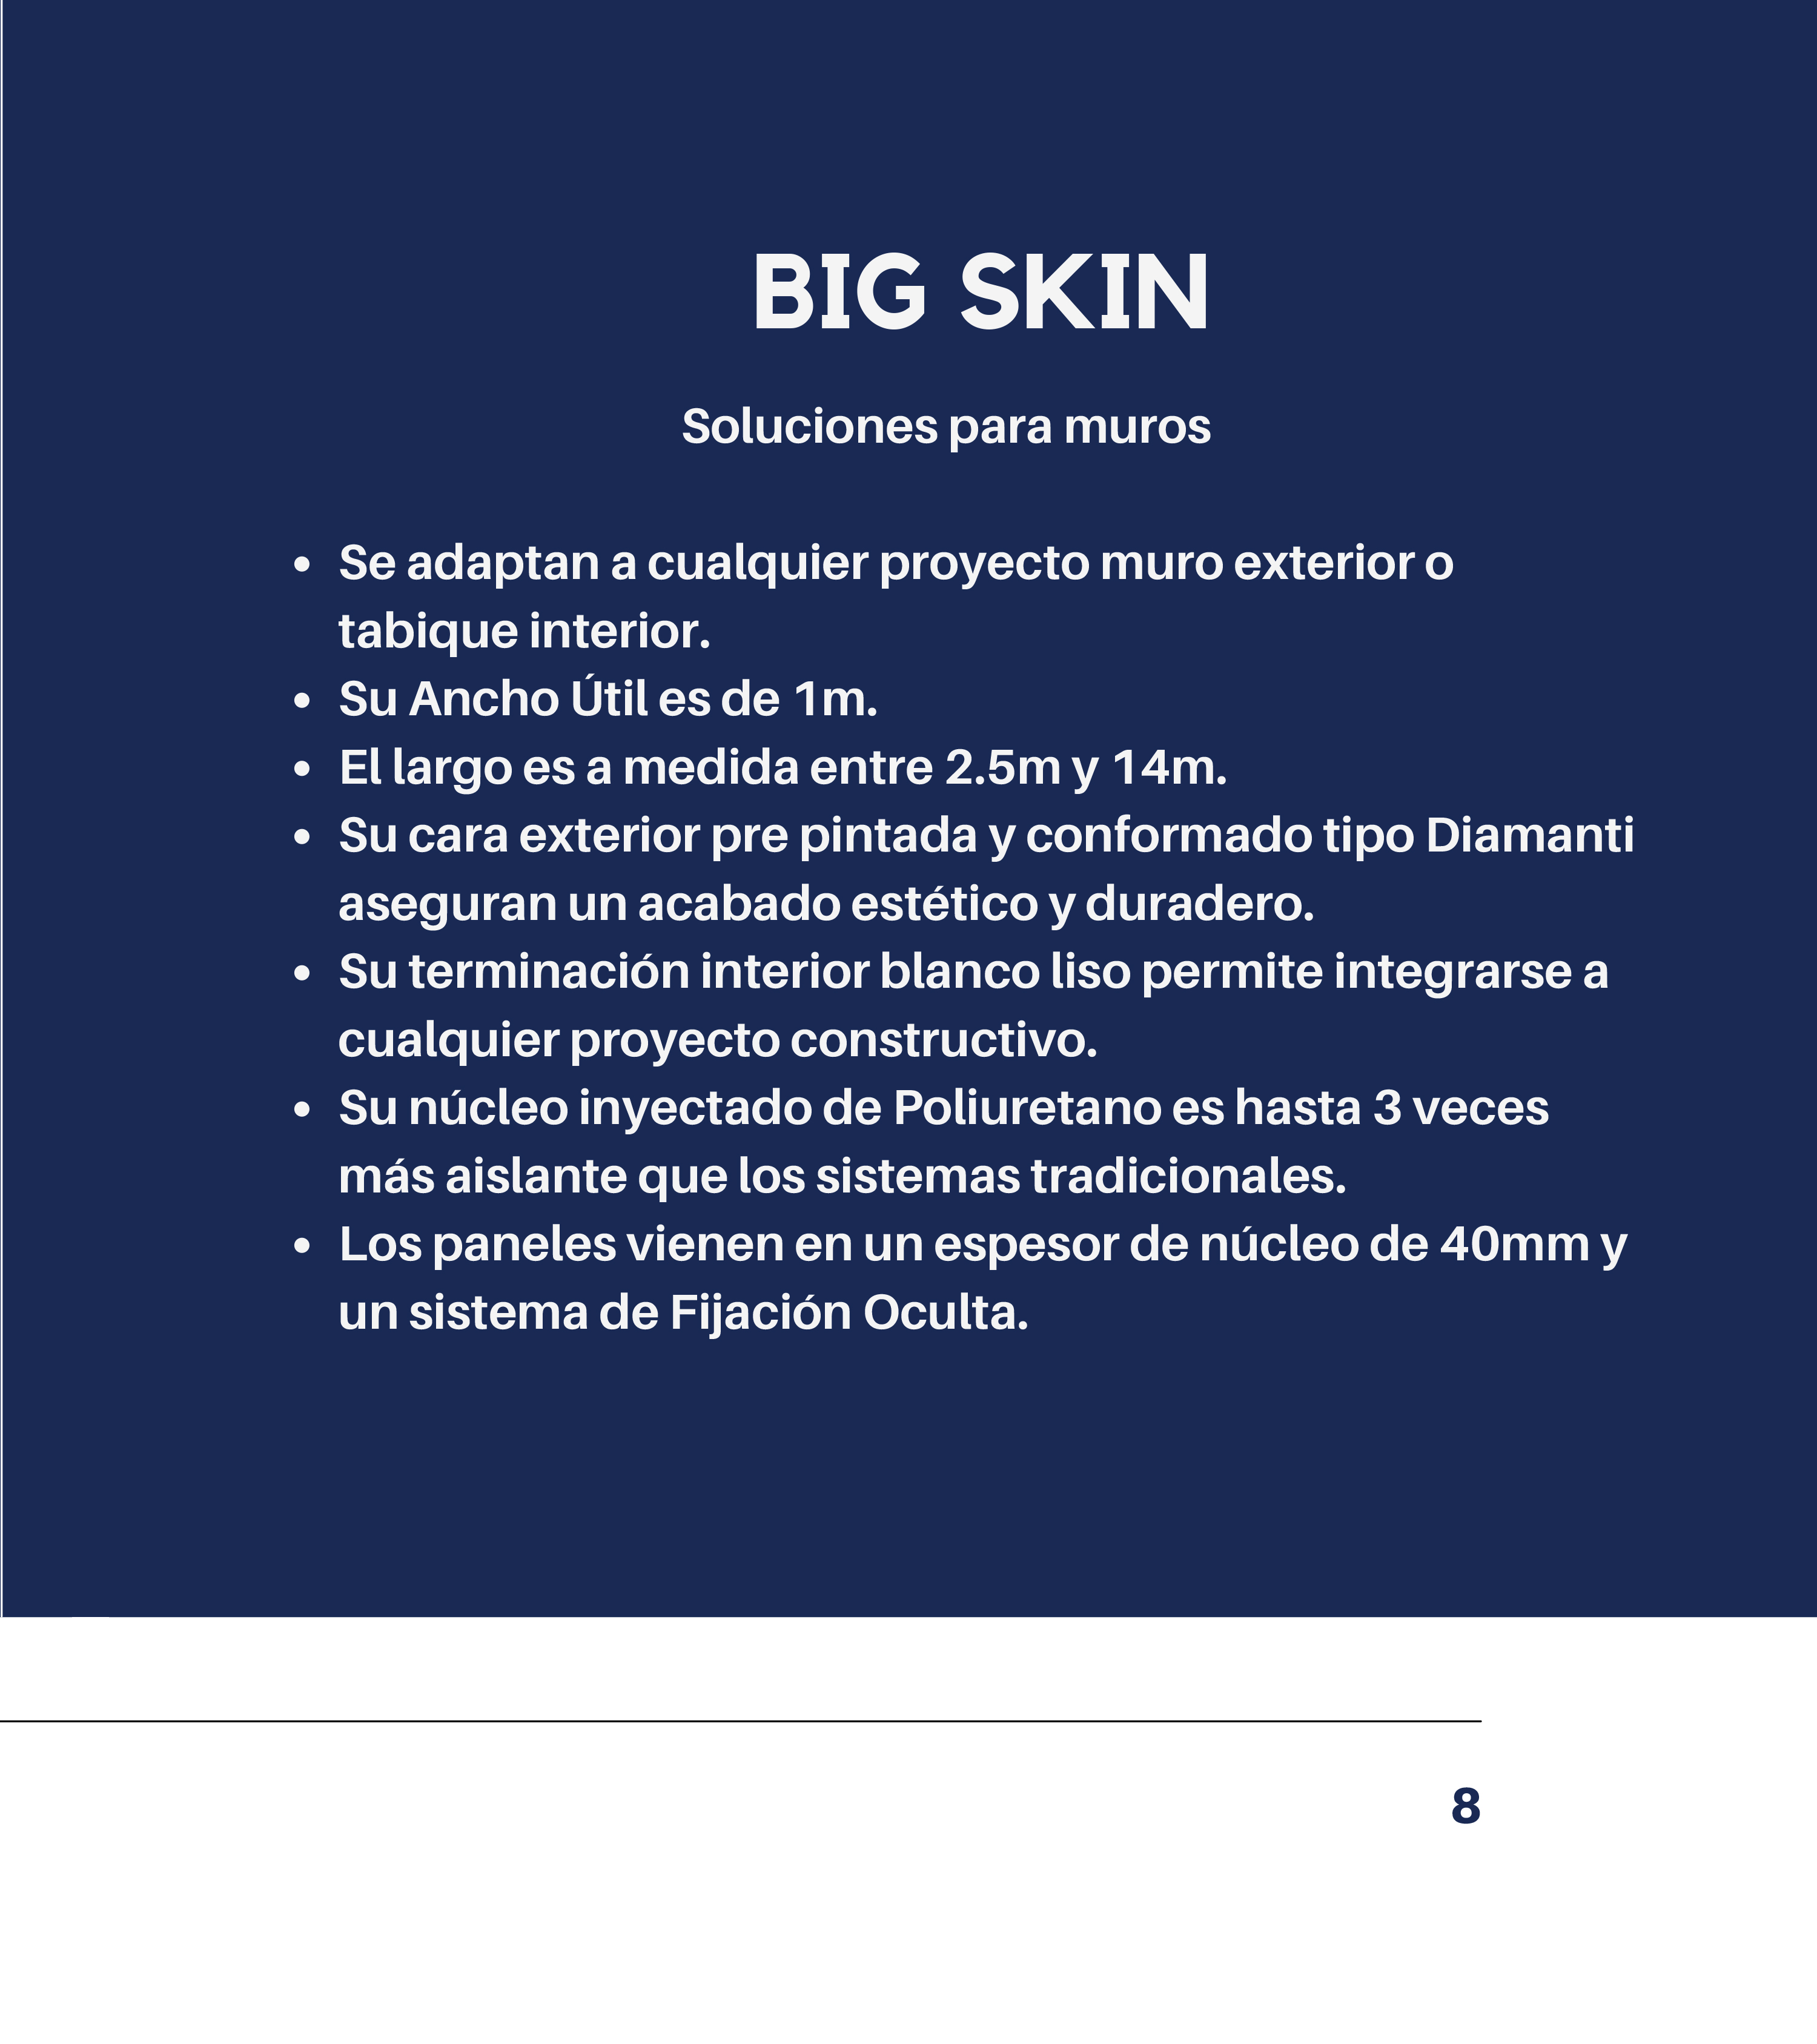 BIG SKIN
Soluciones para muros
• Se adaptan a cualquier proyecto muro exterior o
tabique interior.
• Su Ancho Útil es de 1m.
• El largo es a medida entre 2.5m y 14m.
• Su cara exterior pre pintada y conformado tipo Diamanti
aseguran un acabado estético y duradero.
• Su terminación interior blanco liso permite integrarse a
cualquier proyecto constructivo.
• Su núcleo inyectado de Poliuretano es hasta 3 veces
más aislante que los sistemas tradicionales.
• Los paneles vienen en un espesor de núcleo de 40mm y
un sistema de Fijación Oculta.
8